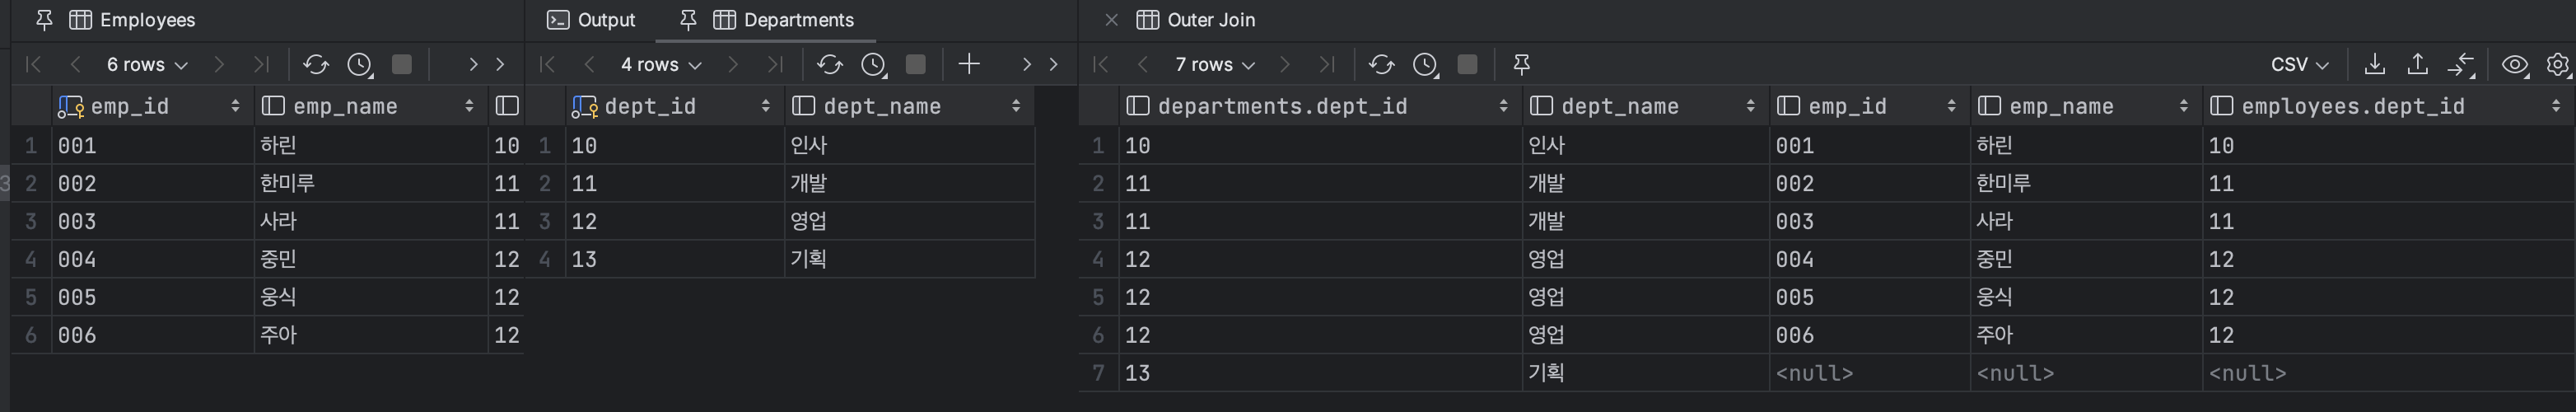 Employees Output Departments Outer Join
6 rows 4 rows 7 rows CSV
emp_id emp_name dept_id dept_name departments.dept_id dept_name emp_id emp_name employees.dept_id
1 001 하린 10 1 10 인사 1 10 인사 001 하린 10
2 002 한미루 11 2 11 개발 2 11 개발 002 한미루 11
3 003 사라 11 3 12 영업 3 11 개발 003 사라 11
4 004 중민 12 4 13 기획 4 12 영업 004 중민 12
5 005 웅식 12 5 12 영업 005 웅식 12
6 006 주아 12 6 12 영업 006 주아 12
7 13 기획 <null> <null> <null>